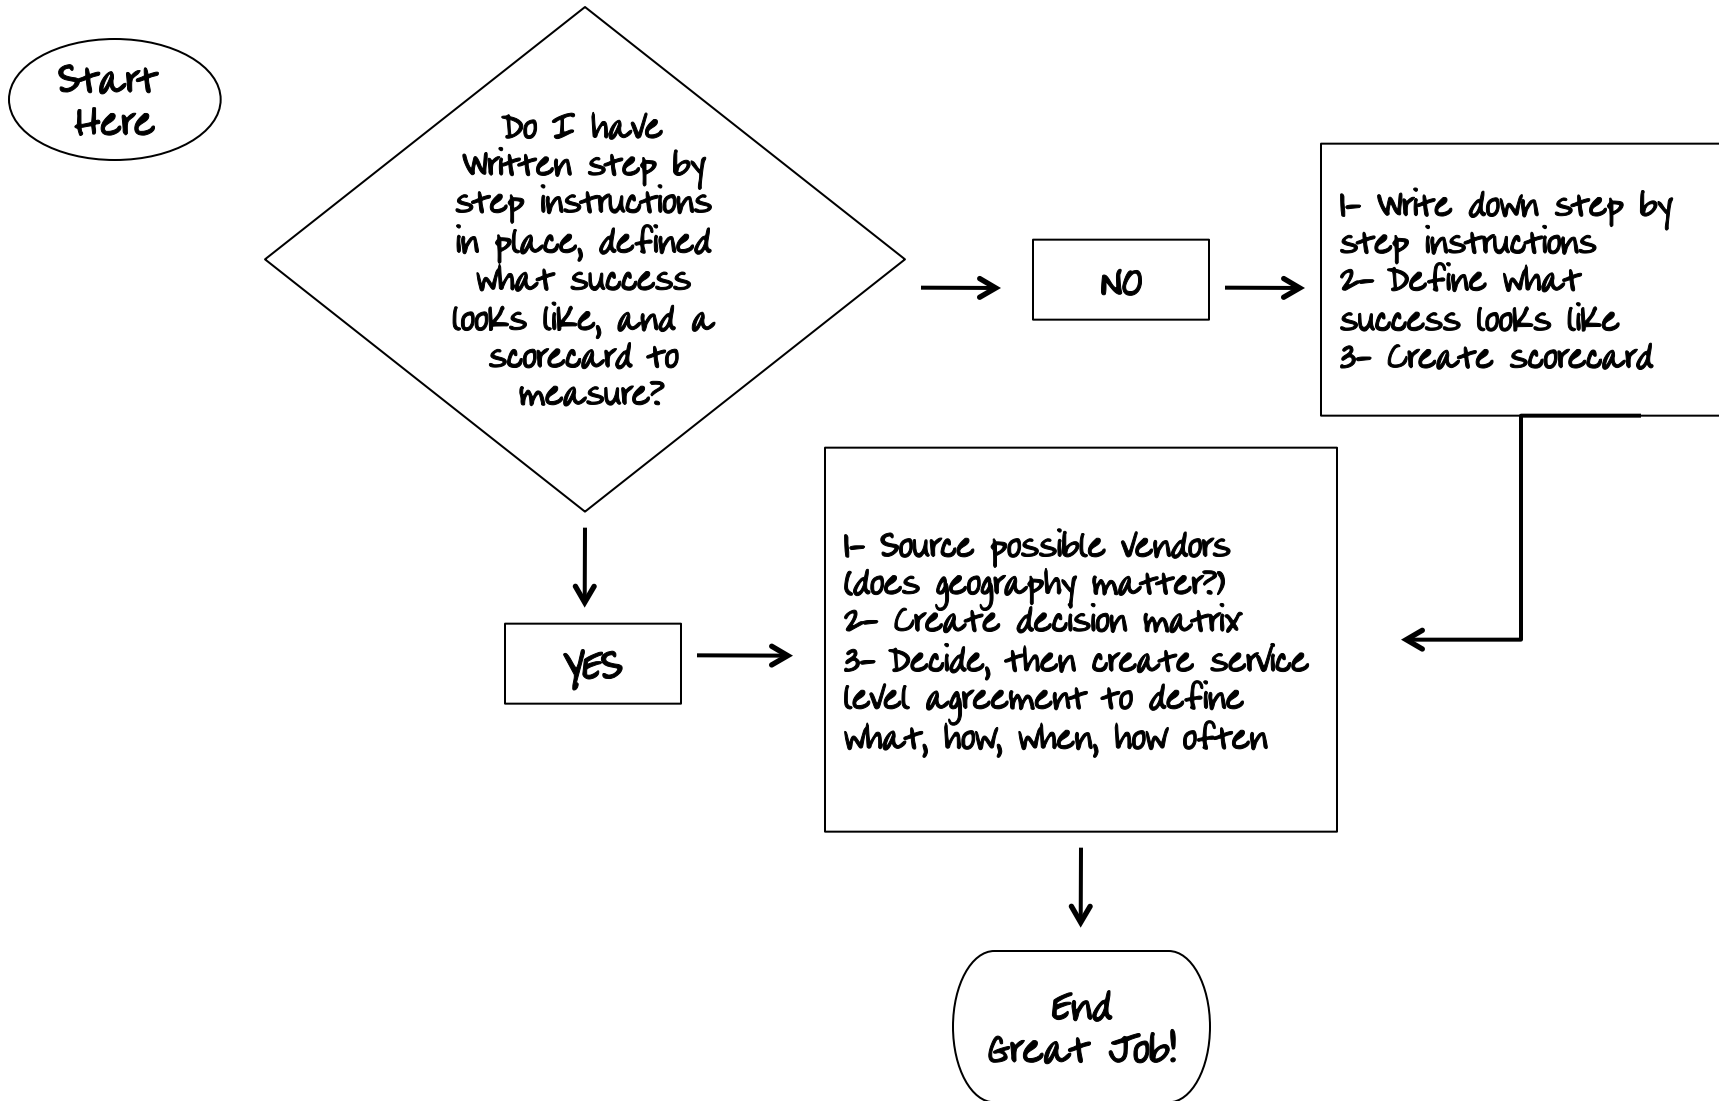 Start
Here
Do I have
written step by
step instructions
in place, defined
what success
looks like, and a
scorecard to
measure?
NO
1- Write down step by
step instructions
2- Define what
success looks like
3- Create scorecard
YES
1- Source possible vendors
(does geography matter?)
2- Create decision matrix
3- Decide, then create service
level agreement to define
what, how, when, how often
End
Great Job!